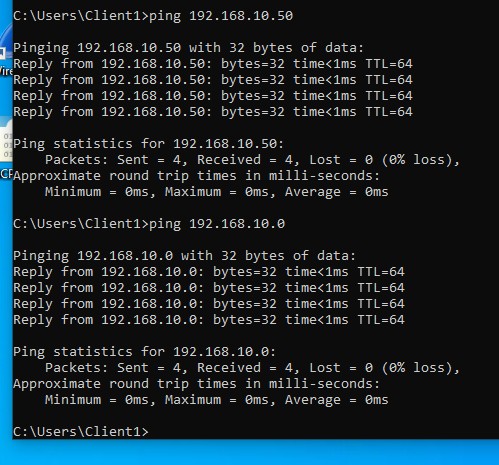 C:\Users\Client1>ping 192.168.10.50
Pinging 192.168.10.50 with 32 bytes of data:
Reply from 192.168.10.50: bytes=32 time<1ms TTL=64
Reply from 192.168.10.50: bytes=32 time<1ms TTL=64
Reply from 192.168.10.50: bytes=32 time<1ms TTL=64
Reply from 192.168.10.50: bytes=32 time<1ms TTL=64
Ping statistics for 192.168.10.50:
    Packets: Sent = 4, Received = 4, Lost = 0 (0% loss),
Approximate round trip times in milli-seconds:
    Minimum = 0ms, Maximum = 0ms, Average = 0ms
C:\Users\Client1>ping 192.168.10.0
Pinging 192.168.10.0 with 32 bytes of data:
Reply from 192.168.10.0: bytes=32 time<1ms TTL=64
Reply from 192.168.10.0: bytes=32 time<1ms TTL=64
Reply from 192.168.10.0: bytes=32 time<1ms TTL=64
Reply from 192.168.10.0: bytes=32 time<1ms TTL=64
Ping statistics for 192.168.10.0:
    Packets: Sent = 4, Received = 4, Lost = 0 (0% loss),
Approximate round trip times in milli-seconds:
    Minimum = 0ms, Maximum = 0ms, Average = 0ms
C:\Users\Client1>